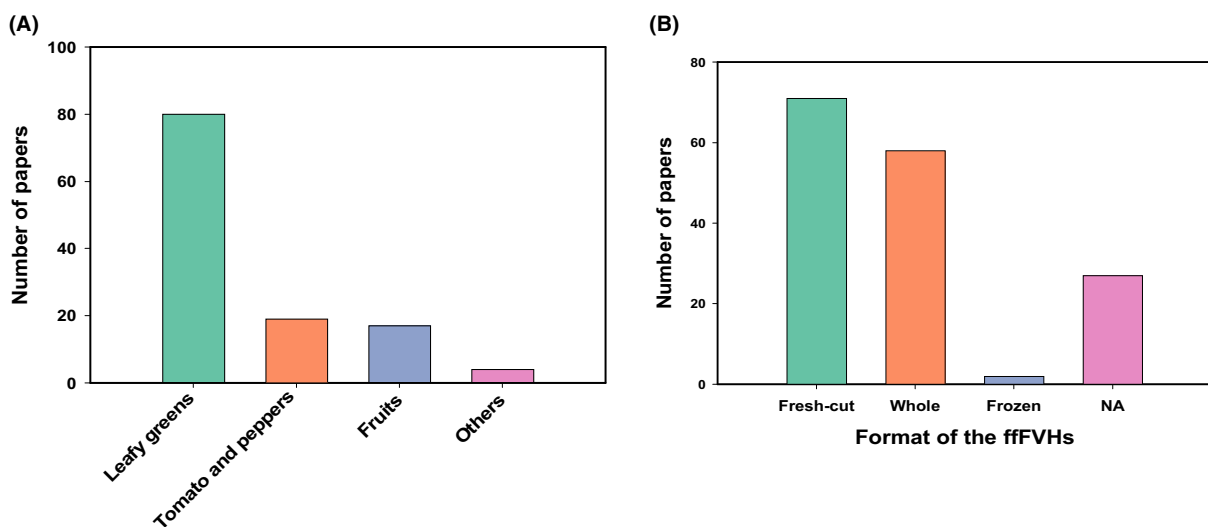 (A)
Number of papers
100
80
60
40
20
0
Leafy greens
Tomato and peppers
Fruits
Others
(B)
Number of papers
80
60
40
20
0
Fresh-cut
Whole
Frozen
NA
Format of the ffFVHs